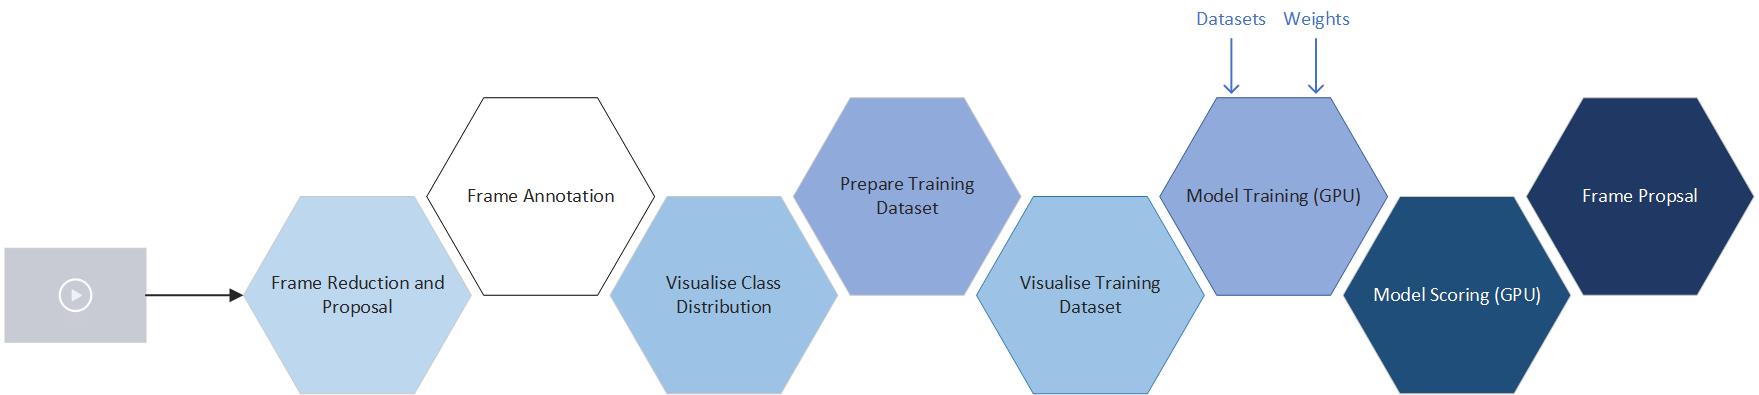 Datasets Weights
Frame Reduction and
Proposal
Frame Annotation
Visualise Class
Distribution
Prepare Training
Dataset
Visualise Training
Dataset
Model Training (GPU)
Model Scoring (GPU)
Frame Propsal